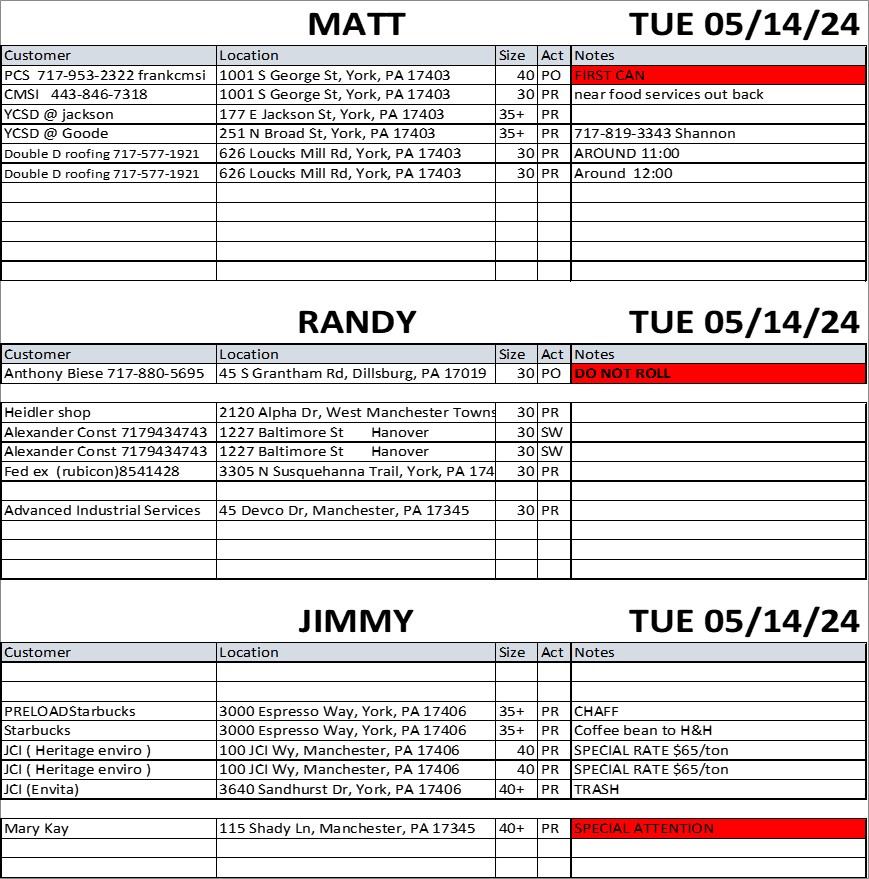 MATT TUE 05/14/24
Customer Location Size Act Notes
PCS 717-953-2322 frankcmsi 1001 S George St, York, PA 17403 40 PO FIRST CAN
CMSI 443-846-7318 1001 S George St, York, PA 17403 30 PR near food services out back
YCSD @ jackson 177 E Jackson St, York, PA 17403 35+ PR
YCSD @ Goode 251 N Broad St, York, PA 17403 35+ PR 717-819-3343 Shannon
Double D roofing 717-577-1921 626 Loucks Mill Rd, York, PA 17403 30 PR AROUND 11:00
Double D roofing 717-577-1921 626 Loucks Mill Rd, York, PA 17403 30 PR Around 12:00
RANDY TUE 05/14/24
Customer Location Size Act Notes
Anthony Biese 717-880-5695 45 S Grantham Rd, Dillsburg, PA 17019 30 PO DO NOT ROLL
Heidler shop 2120 Alpha Dr, West Manchester Towns 30 PR
Alexander Const 7179434743 1227 Baltimore St Hanover 30 SW
Alexander Const 7179434743 1227 Baltimore St Hanover 30 SW
Fed ex (rubicon)8541428 3305 N Susquehanna Trail, York, PA 174 30 PR
Advanced Industrial Services 45 Devco Dr, Manchester, PA 17345 30 PR
JIMMY TUE 05/14/24
Customer Location Size Act Notes
PRELOADStarbucks 3000 Espresso Way, York, PA 17406 35+ PR CHAFF
Starbucks 3000 Espresso Way, York, PA 17406 35+ PR Coffee bean to H&H
JCI ( Heritage enviro ) 100 JCI Wy, Manchester, PA 17406 40 PR SPECIAL RATE $65/ton
JCI ( Heritage enviro ) 100 JCI Wy, Manchester, PA 17406 40 PR SPECIAL RATE $65/ton
JCI (Envita) 3640 Sandhurst Dr, York, PA 17406 40+ PR TRASH
Mary Kay 115 Shady Ln, Manchester, PA 17345 40+ PR SPECIAL ATTENTION